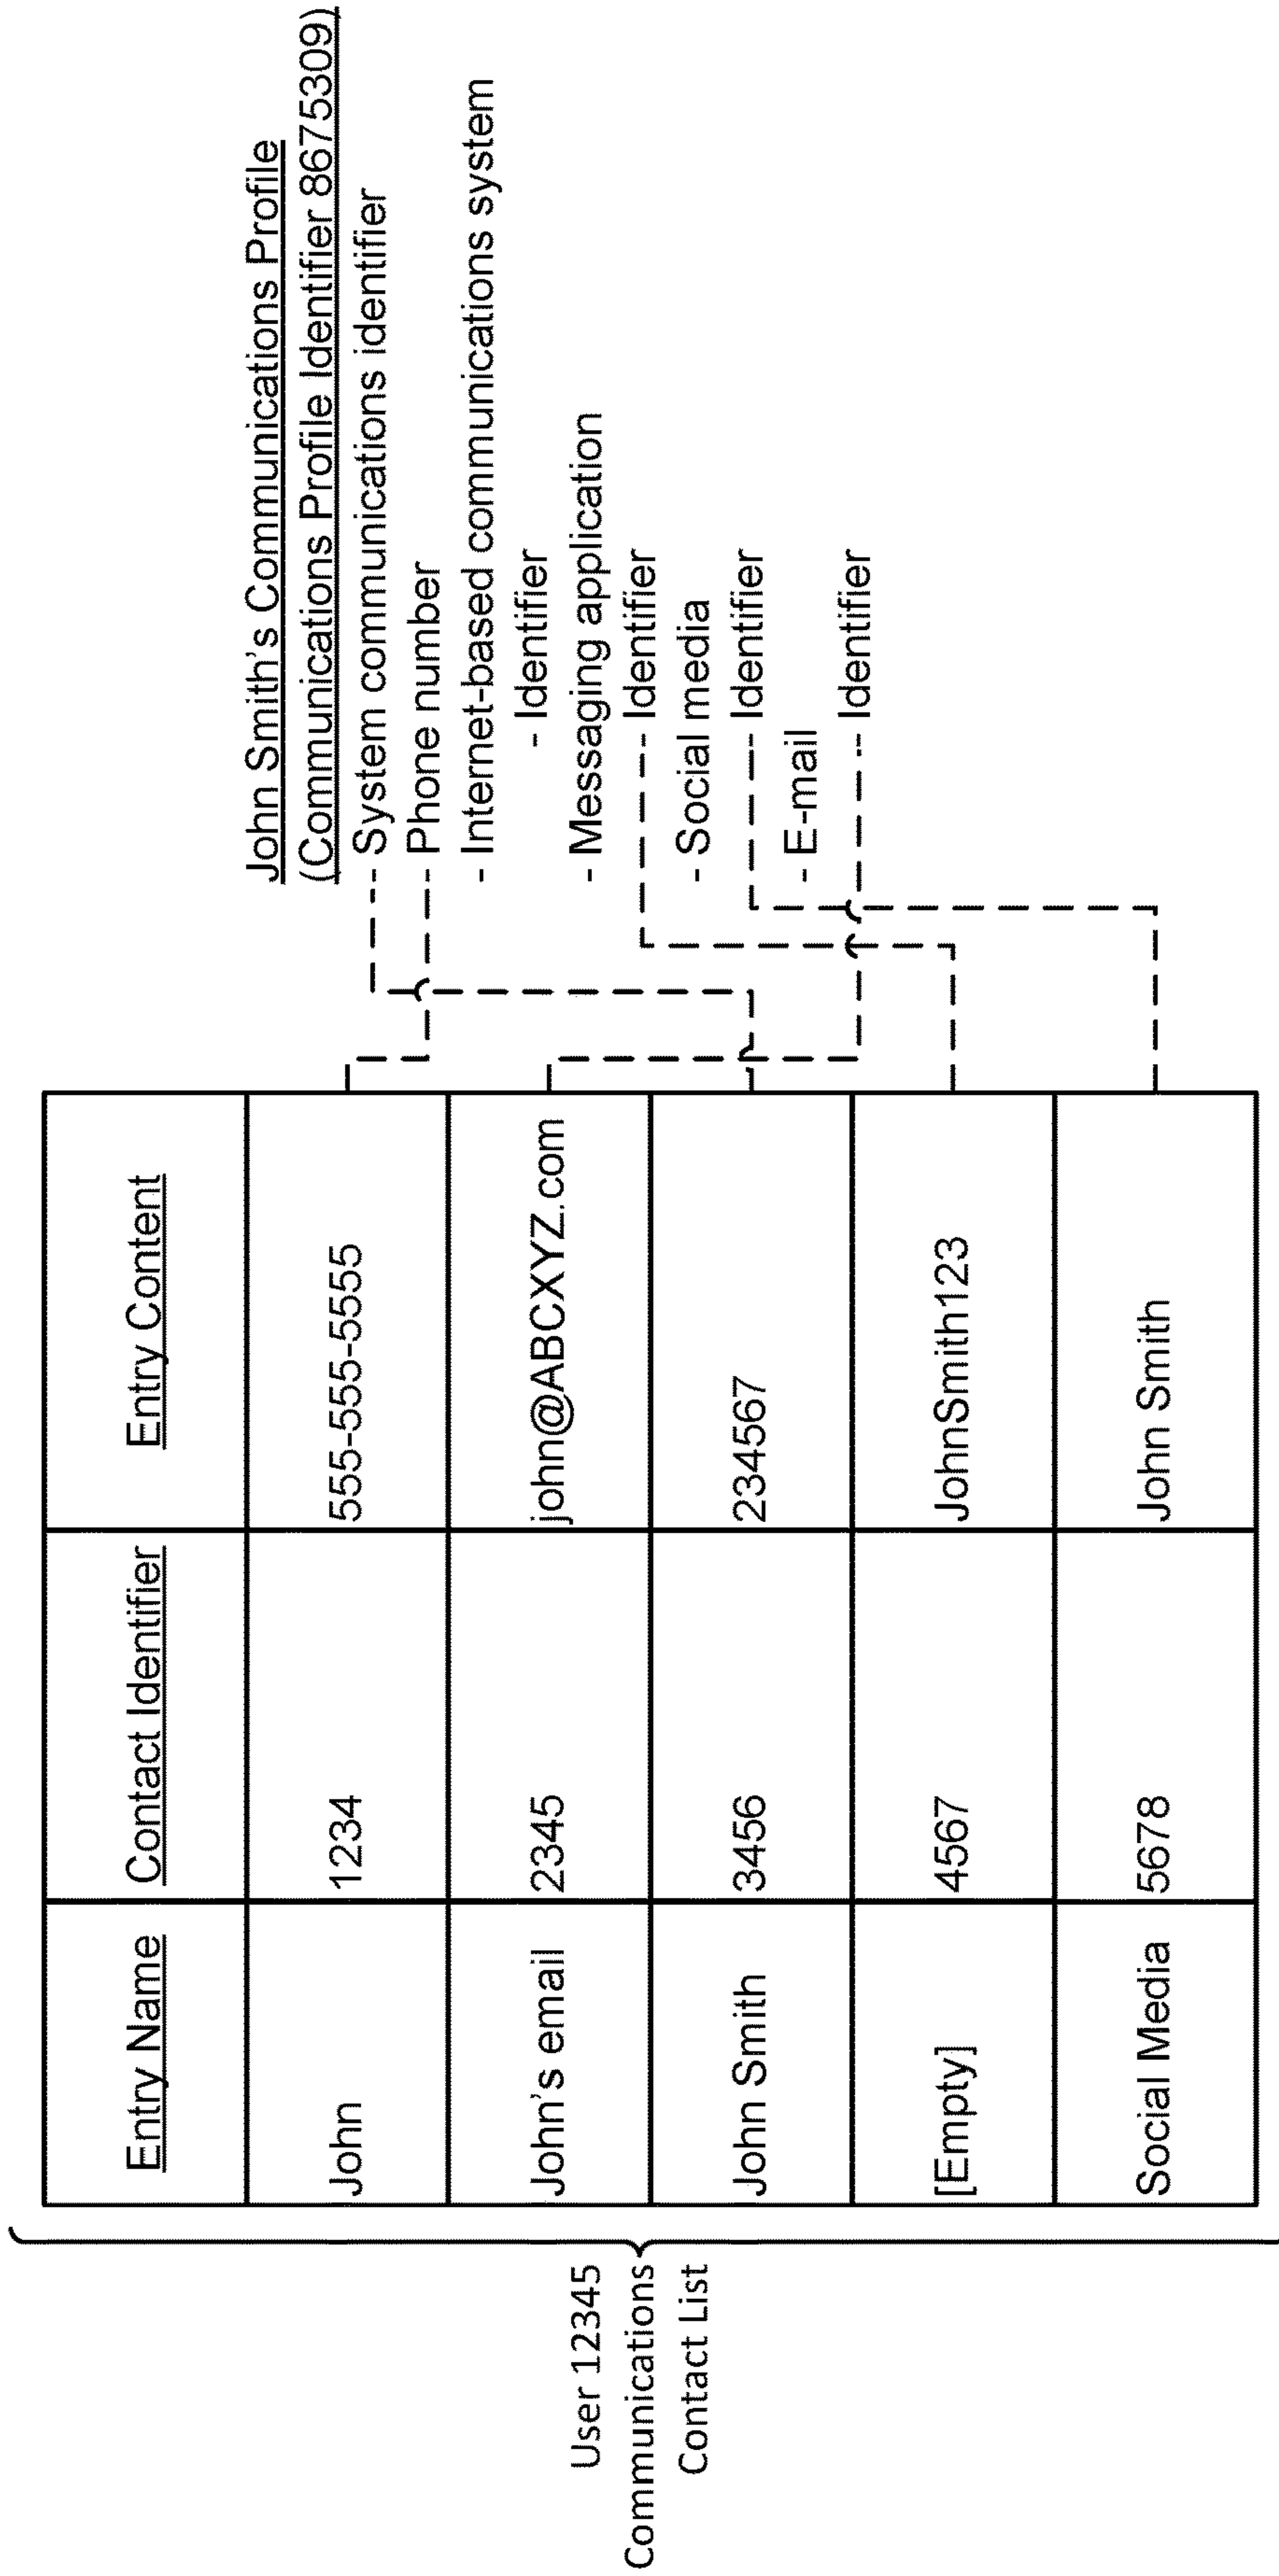 User 12345
Communications
Contact List
Entry Name
Contact Identifier
Entry Content
John
1234
555-555-5555
John's email
2345
john@ABCXYZ.com
John Smith
3456
234567
[Empty]
4567
JohnSmith123
Social Media
5678
John Smith
John Smith's Communications Profile
(Communications Profile Identifier 8675309)
System communications identifier
Phone number
- Internet-based communications system
- Identifier
- Messaging application
Identifier
- Social media
Identifier
- E-mail
Identifier